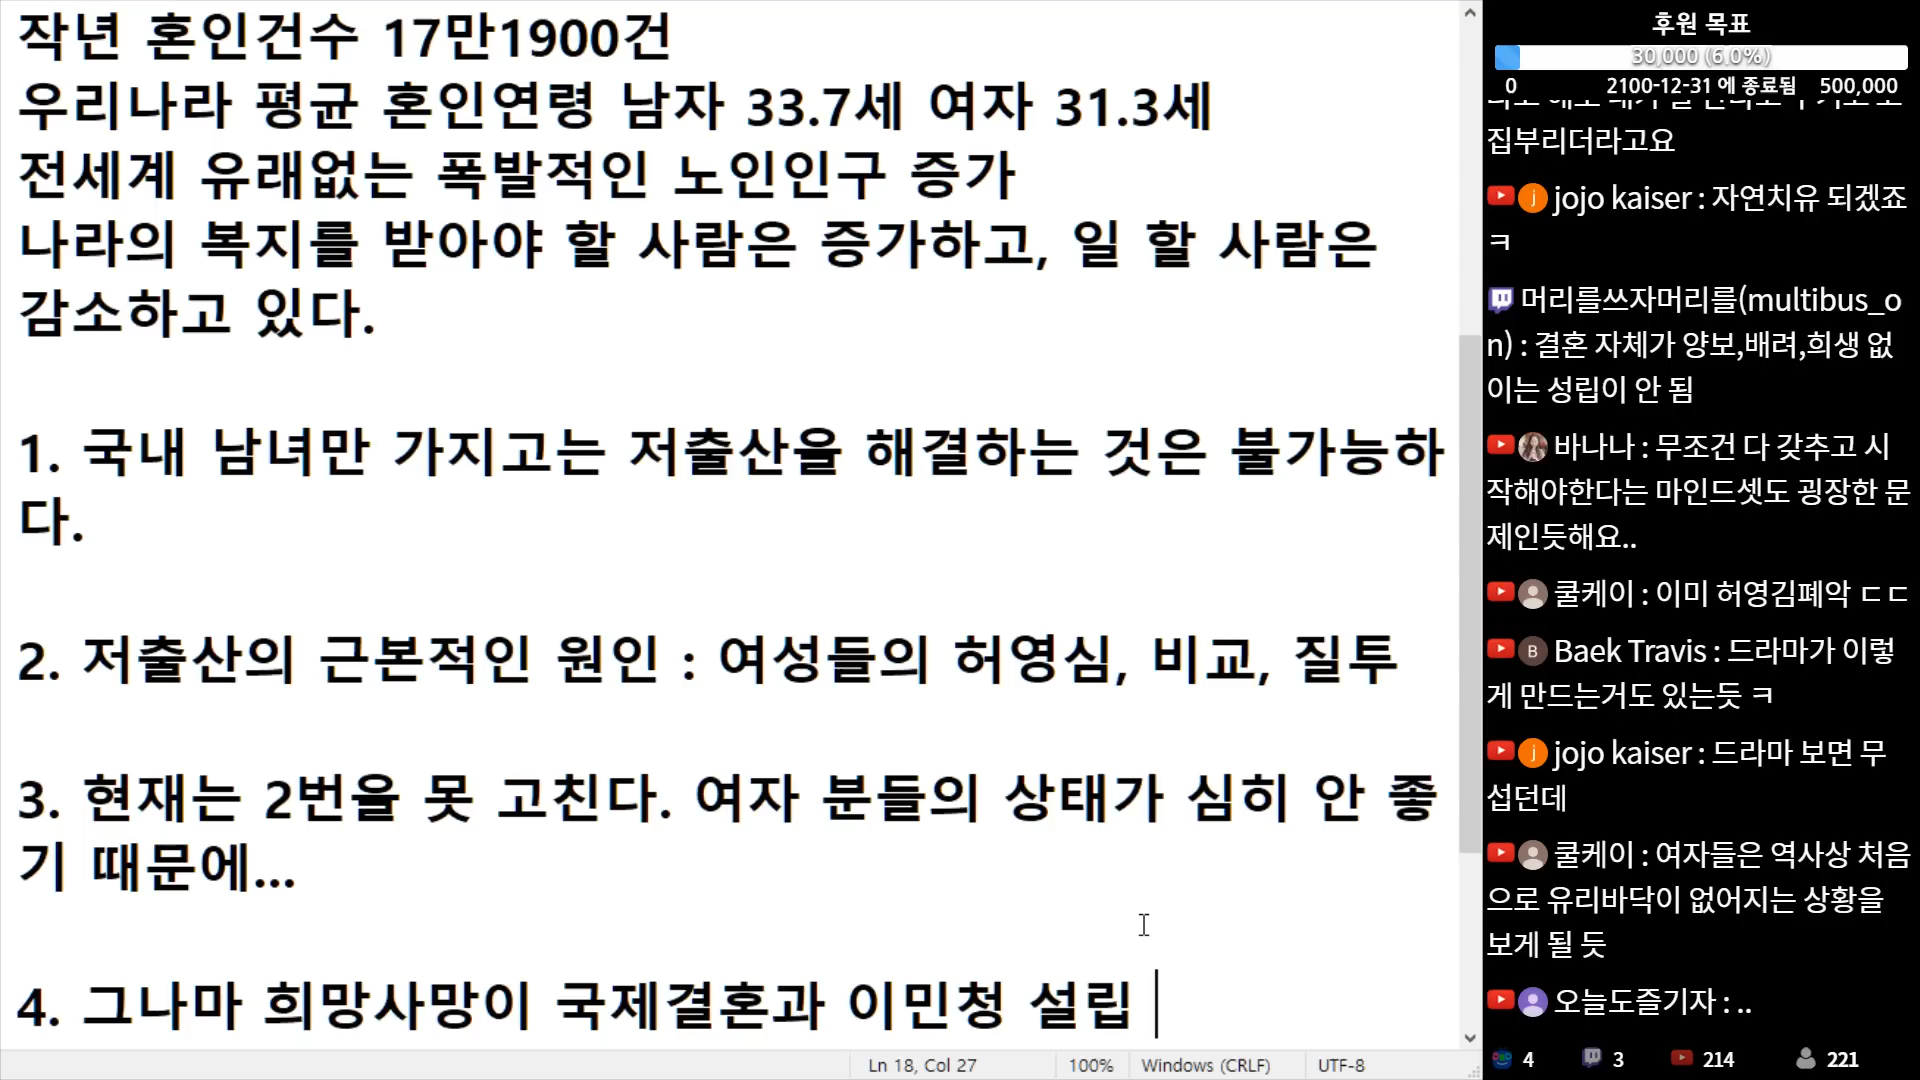 작년 혼인건수 17만1900건
우리나라 평균 혼인연령 남자 33.7세 여자 31.3세
전세계 유래없는 폭발적인 노인인구 증가
나라의 복지를 받아야 할 사람은 증가하고, 일 할 사람은
감소하고 있다.
1. 국내 남녀만 가지고는 저출산을 해결하는 것은 불가능하
다.
2. 저출산의 근본적인 원인 : 여성들의 허영심, 비교, 질투
3. 현재는 2번을 못 고친다. 여자 분들의 상태가 심히 안 좋
기 때문에...
4. 그나마 희망사망이 국제결혼과 이민청 설립
Ln 18, Col 27
100%
Windows (CRLF)
UTF-8
후원 목표
30,000 (6.0%)
0 2100-12-31 에 종료됨 500,000
집부리더라고요
j jojo kaiser : 자연치유 되겠죠
ㅋ
머리를쓰자머리를(multibus_o
n) : 결혼 자체가 양보,배려,희생 없
이는 성립이 안 됨
바나나 : 무조건 다 갖추고 시
작해야한다는 마인드셋도 굉장한 문
제인듯해요..
쿨케이 : 이미 허영김폐악 ㄷㄷ
B Baek Travis : 드라마가 이렇
게 만드는거도 있는듯 ㅋ
j jojo kaiser : 드라마 보면 무
섭던데
쿨케이 : 여자들은 역사상 처음
으로 유리바닥이 없어지는 상황을
보게 될 듯
오늘도즐기자 : ..
4 3 214 221